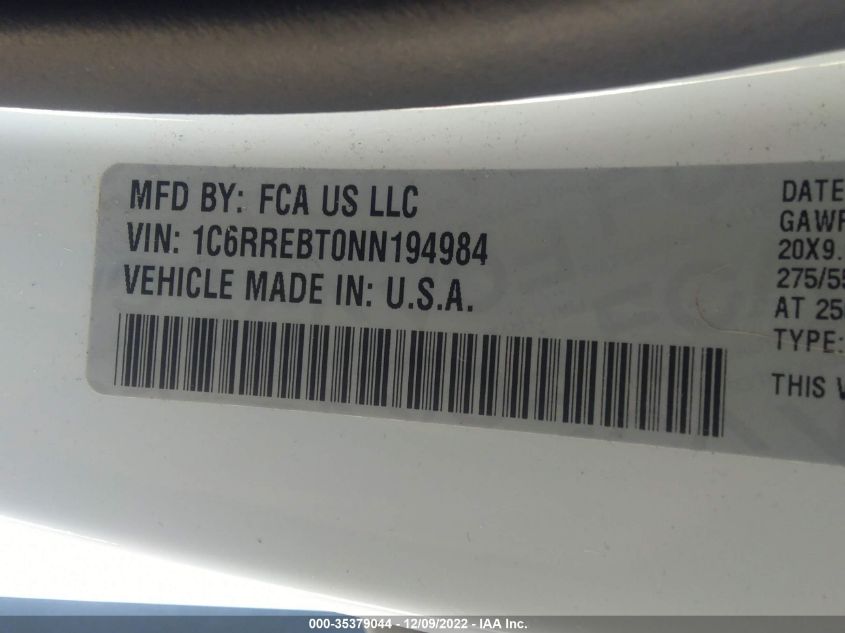 MFD BY: FCA US LLC
VIN: 1C6RREBT0NN194984
VEHICLE MADE IN: U.S.A.
DATE
GAWR
20X9.
275/55
AT 25
TYPE:
THIS V
000-35379044 - 12/09/2022 - IAA Inc.